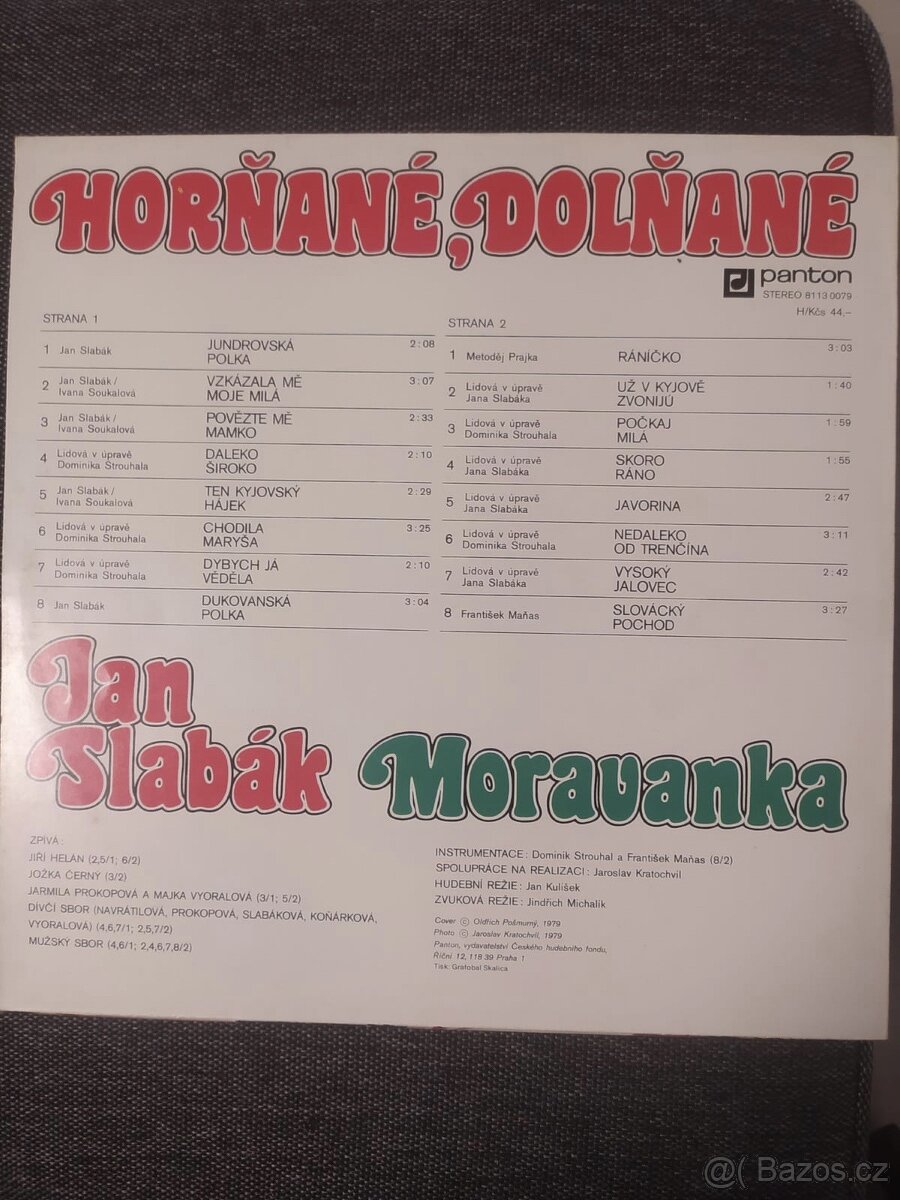 HORŇANÉ, DOLŇANÉ
panton
STEREO 8113 0079
H/Kčs 44,–
STRANA 1
1 Jan Slabák JUNDROVSKÁ POLKA 2:08
2 Jan Slabák / Ivana Soukalová VZKÁZALA MĚ MOJE MILÁ 3:07
3 Jan Slabák / Ivana Soukalová POVĚZTE MĚ MAMKO 2:33
4 Lidová v úpravě Dominika Strouhala DALEKO ŠIROKO 2:10
5 Jan Slabák / Ivana Soukalová TEN KYJOVSKÝ HÁJEK 2:29
6 Lidová v úpravě Dominika Strouhala CHODILA MARYŠA 3:25
7 Lidová v úpravě Dominika Strouhala DYBYCH JÁ VĚDĚLA 2:10
8 Jan Slabák DUKOVANSKÁ POLKA 3:04
STRANA 2
1 Metoděj Prajka RÁNÍČKO 3:03
2 Lidová v úpravě Jana Slabáka UŽ V KYJOVĚ ZVONIJÚ 1:40
3 Lidová v úpravě Dominika Strouhala POČKAJ MILÁ 1:59
4 Lidová v úpravě Jana Slabáka SKORO RÁNO 1:55
5 Lidová v úpravě Jana Slabáka JAVORINA 2:47
6 Lidová v úpravě Dominika Strouhala NEDALEKO OD TRENČÍNA 3:11
7 Lidová v úpravě Jana Slabáka VYSOKÝ JALOVEC 2:42
8 František Maňas SLOVÁCKÝ POCHOD 3:27
Jan
Slabák
Moravanka
ZPÍVÁ:
JIŘÍ HELÁN (2,5/1; 6/2)
JOŽKA ČERNÝ (3/2)
JARMILA PROKOPOVÁ A MAJKA VYORALOVÁ (3/1; 5/2)
DÍVČÍ SBOR (NAVRÁTILOVÁ, PROKOPOVÁ, SLABÁKOVÁ, KOŇÁRKOVÁ,
VYORALOVÁ) (4,6,7/1; 2,5,7/2)
MUŽSKÝ SBOR (4,6/1; 2,4,6,7,8/2)
INSTRUMENTACE: Dominik Strouhal a František Maňas (8/2)
SPOLUPRÁCE NA REALIZACI: Jaroslav Kratochvíl
HUDEBNÍ REŽIE: Jan Kulíšek
ZVUKOVÁ REŽIE: Jindřich Michalík
Cover © Oldřich Pošmurný, 1979
Photo © Jaroslav Kratochvíl, 1979
Panton, vydavatelství Českého hudebního fondu,
Říční 12, 118 39 Praha 1
Tisk: Grafobal Skalica
@( Bazos.cz